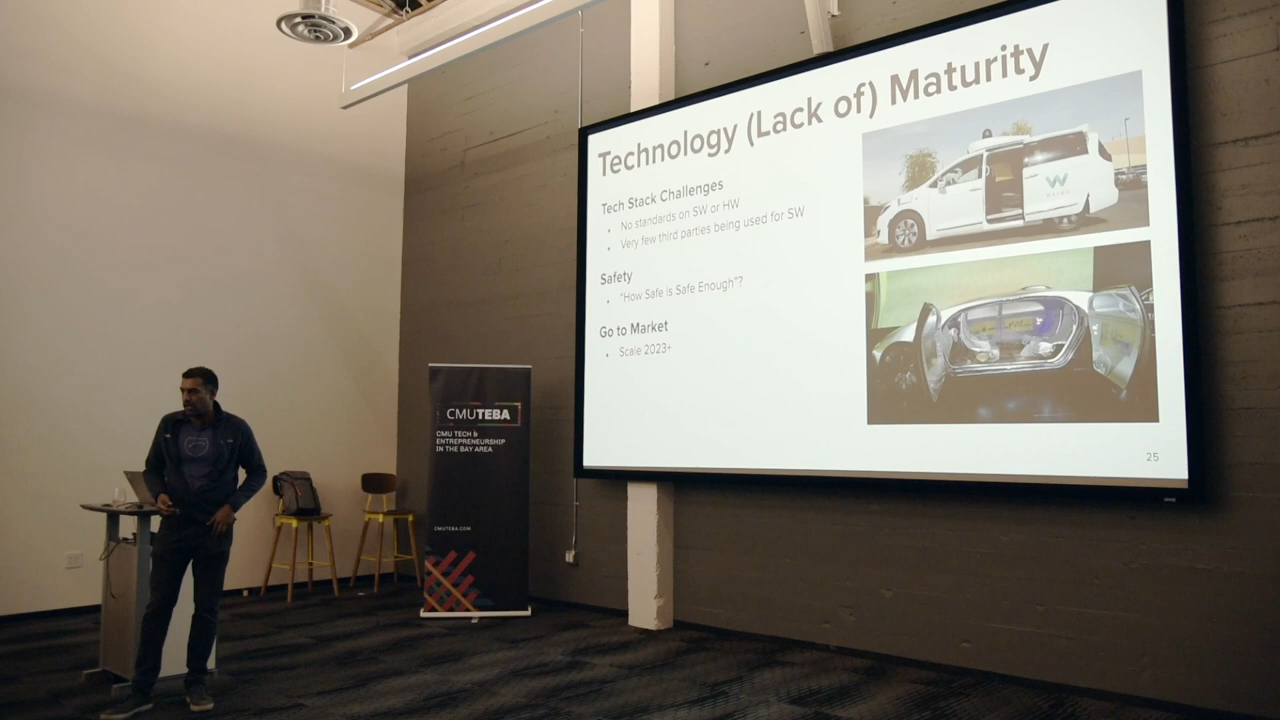 Technology (Lack of) Maturity
Tech Stack Challenges
• No standards on SW or HW
• Very few third parties being used for SW
Safety
• "How Safe is Safe Enough"?
Go to Market
• Scale 2023+
W
25
CMUTEBA
CMU TECH &
ENTREPRENEURSHIP
IN THE BAY AREA
CMUTEBA.COM